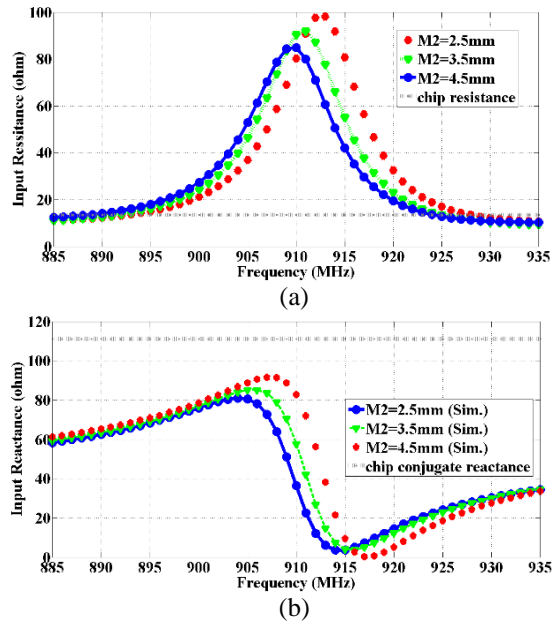 100
80
60
40
20
0
Input Ressitance (ohm)
M2=2.5mm
M2=3.5mm
M2=4.5mm
chip resistance
885 890 895 900 905 910 915 920 925 930 935
Frequency (MHz)
(a)
120
100
80
60
40
20
0
Input Reactance (ohm)
M2=2.5mm (Sim.)
M2=3.5mm (Sim.)
M2=4.5mm (Sim.)
chip conjugate reactance
885 890 895 900 905 910 915 920 925 930 935
Frequency (MHz)
(b)